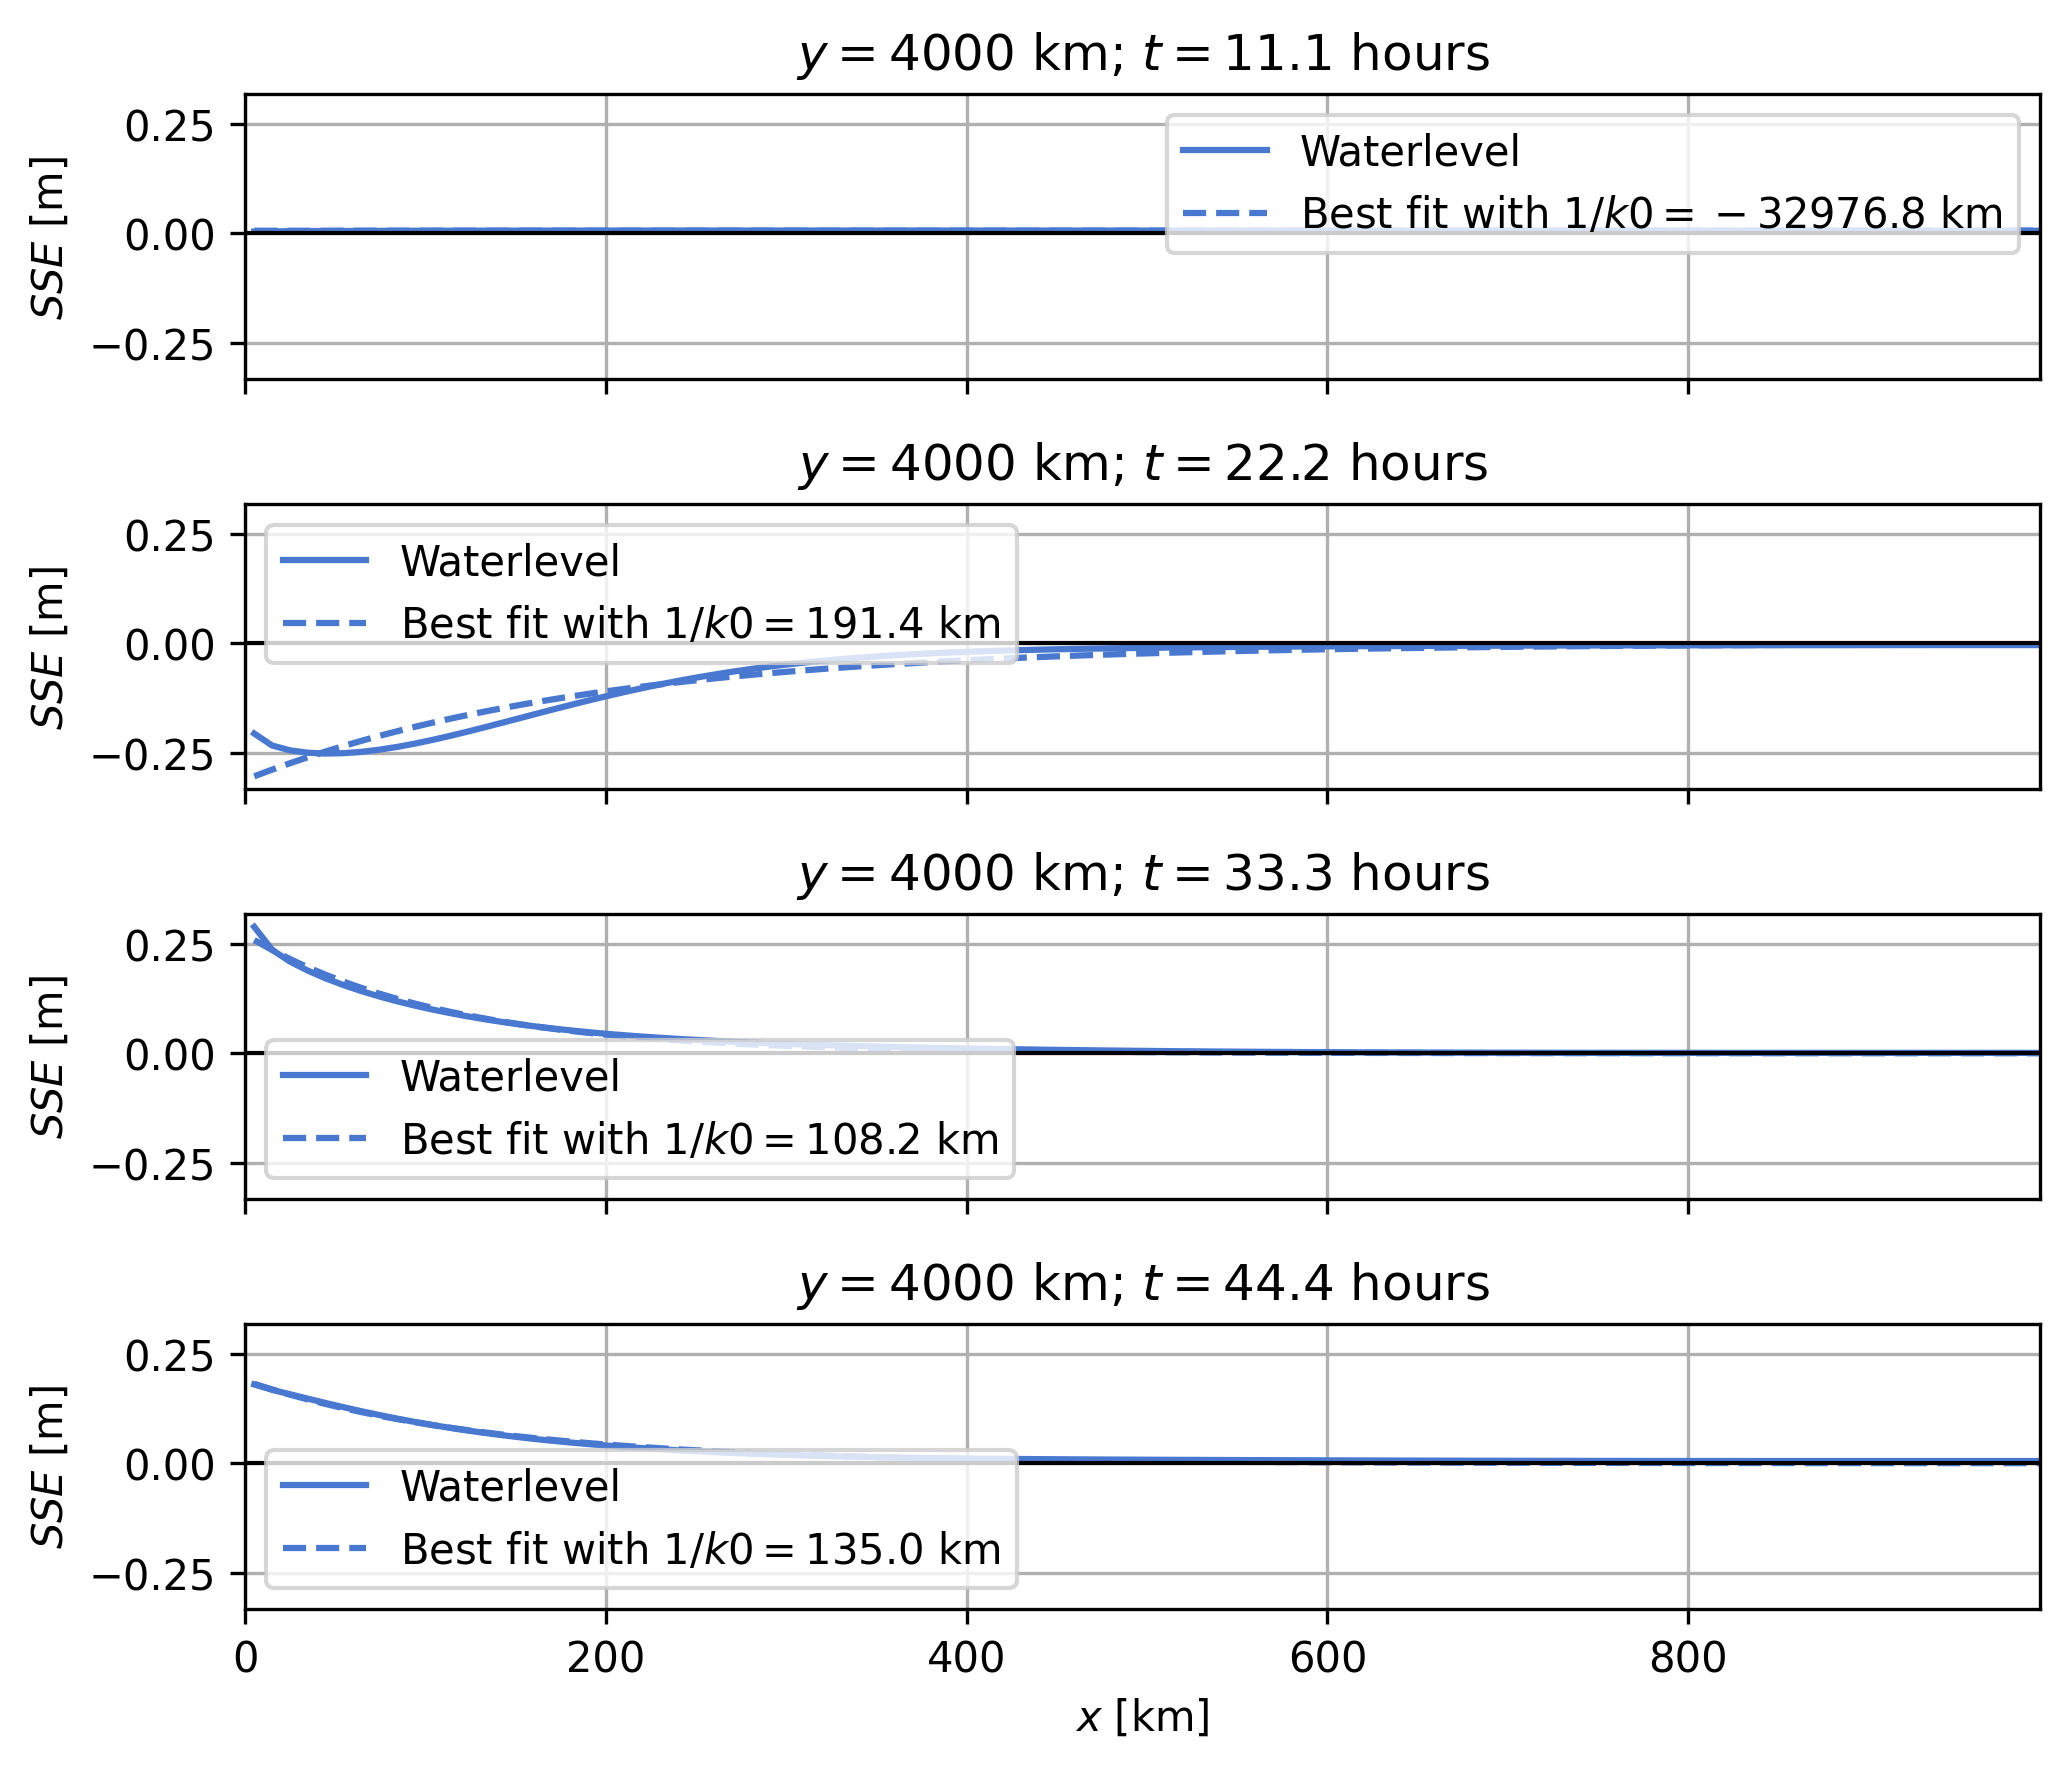 y = 4000 km; t = 11.1 hours
0.25
0.00
−0.25
SSE [m]
Waterlevel
Best fit with 1/k0 = −32976.8 km
y = 4000 km; t = 22.2 hours
0.25
0.00
−0.25
SSE [m]
Waterlevel
Best fit with 1/k0 = 191.4 km
y = 4000 km; t = 33.3 hours
0.25
0.00
−0.25
SSE [m]
Waterlevel
Best fit with 1/k0 = 108.2 km
y = 4000 km; t = 44.4 hours
0.25
0.00
−0.25
SSE [m]
Waterlevel
Best fit with 1/k0 = 135.0 km
0 200 400 600 800
x [km]